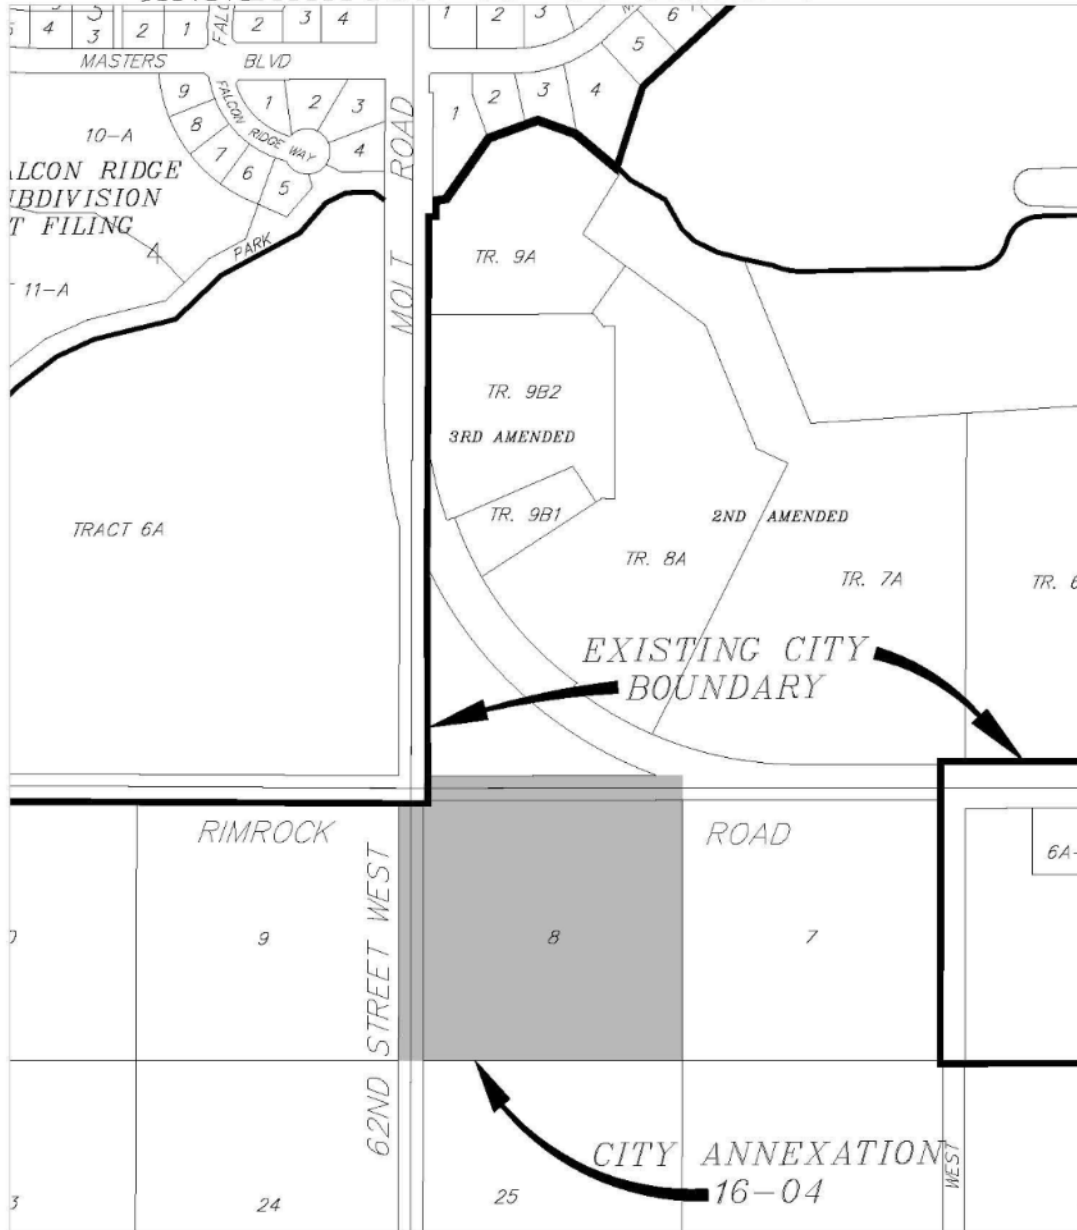 4 3 2 1 2 3 4 1 2 3 6
5
MASTERS BLVD
9 1 2 3 1 2 3 4
FALCON RIDGE WAY
8
10-A 7 4
6
5
ALCON RIDGE
UBDIVISION
T FILING
4
PARK
11-A
MOLT ROAD
TR. 9A
TR. 9B2
3RD AMENDED
TR. 9B1
2ND AMENDED
TRACT 6A
TR. 8A
TR. 7A
TR. 6
EXISTING CITY
BOUNDARY
RIMROCK ROAD
6A-
62ND STREET WEST
9
8
7
CITY ANNEXATION
16-04
WEST
24
25